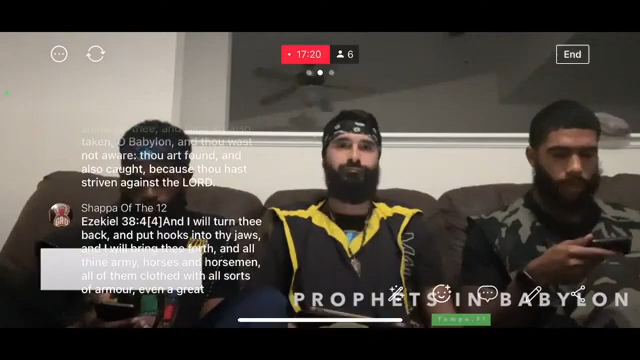 17:20
6
End
taken, O Babylon, and thou wast
not aware: thou art found, and
also caught, because thou hast
striven against the LORD.
Shappa Of The 12
Ezekiel 38:4[4]And I will turn thee
back, and put hooks into thy jaws,
and I will bring thee forth, and all
thine army, horses and horsemen,
all of them clothed with all sorts
of armour, even a great
PROPHETS IN BABYLON